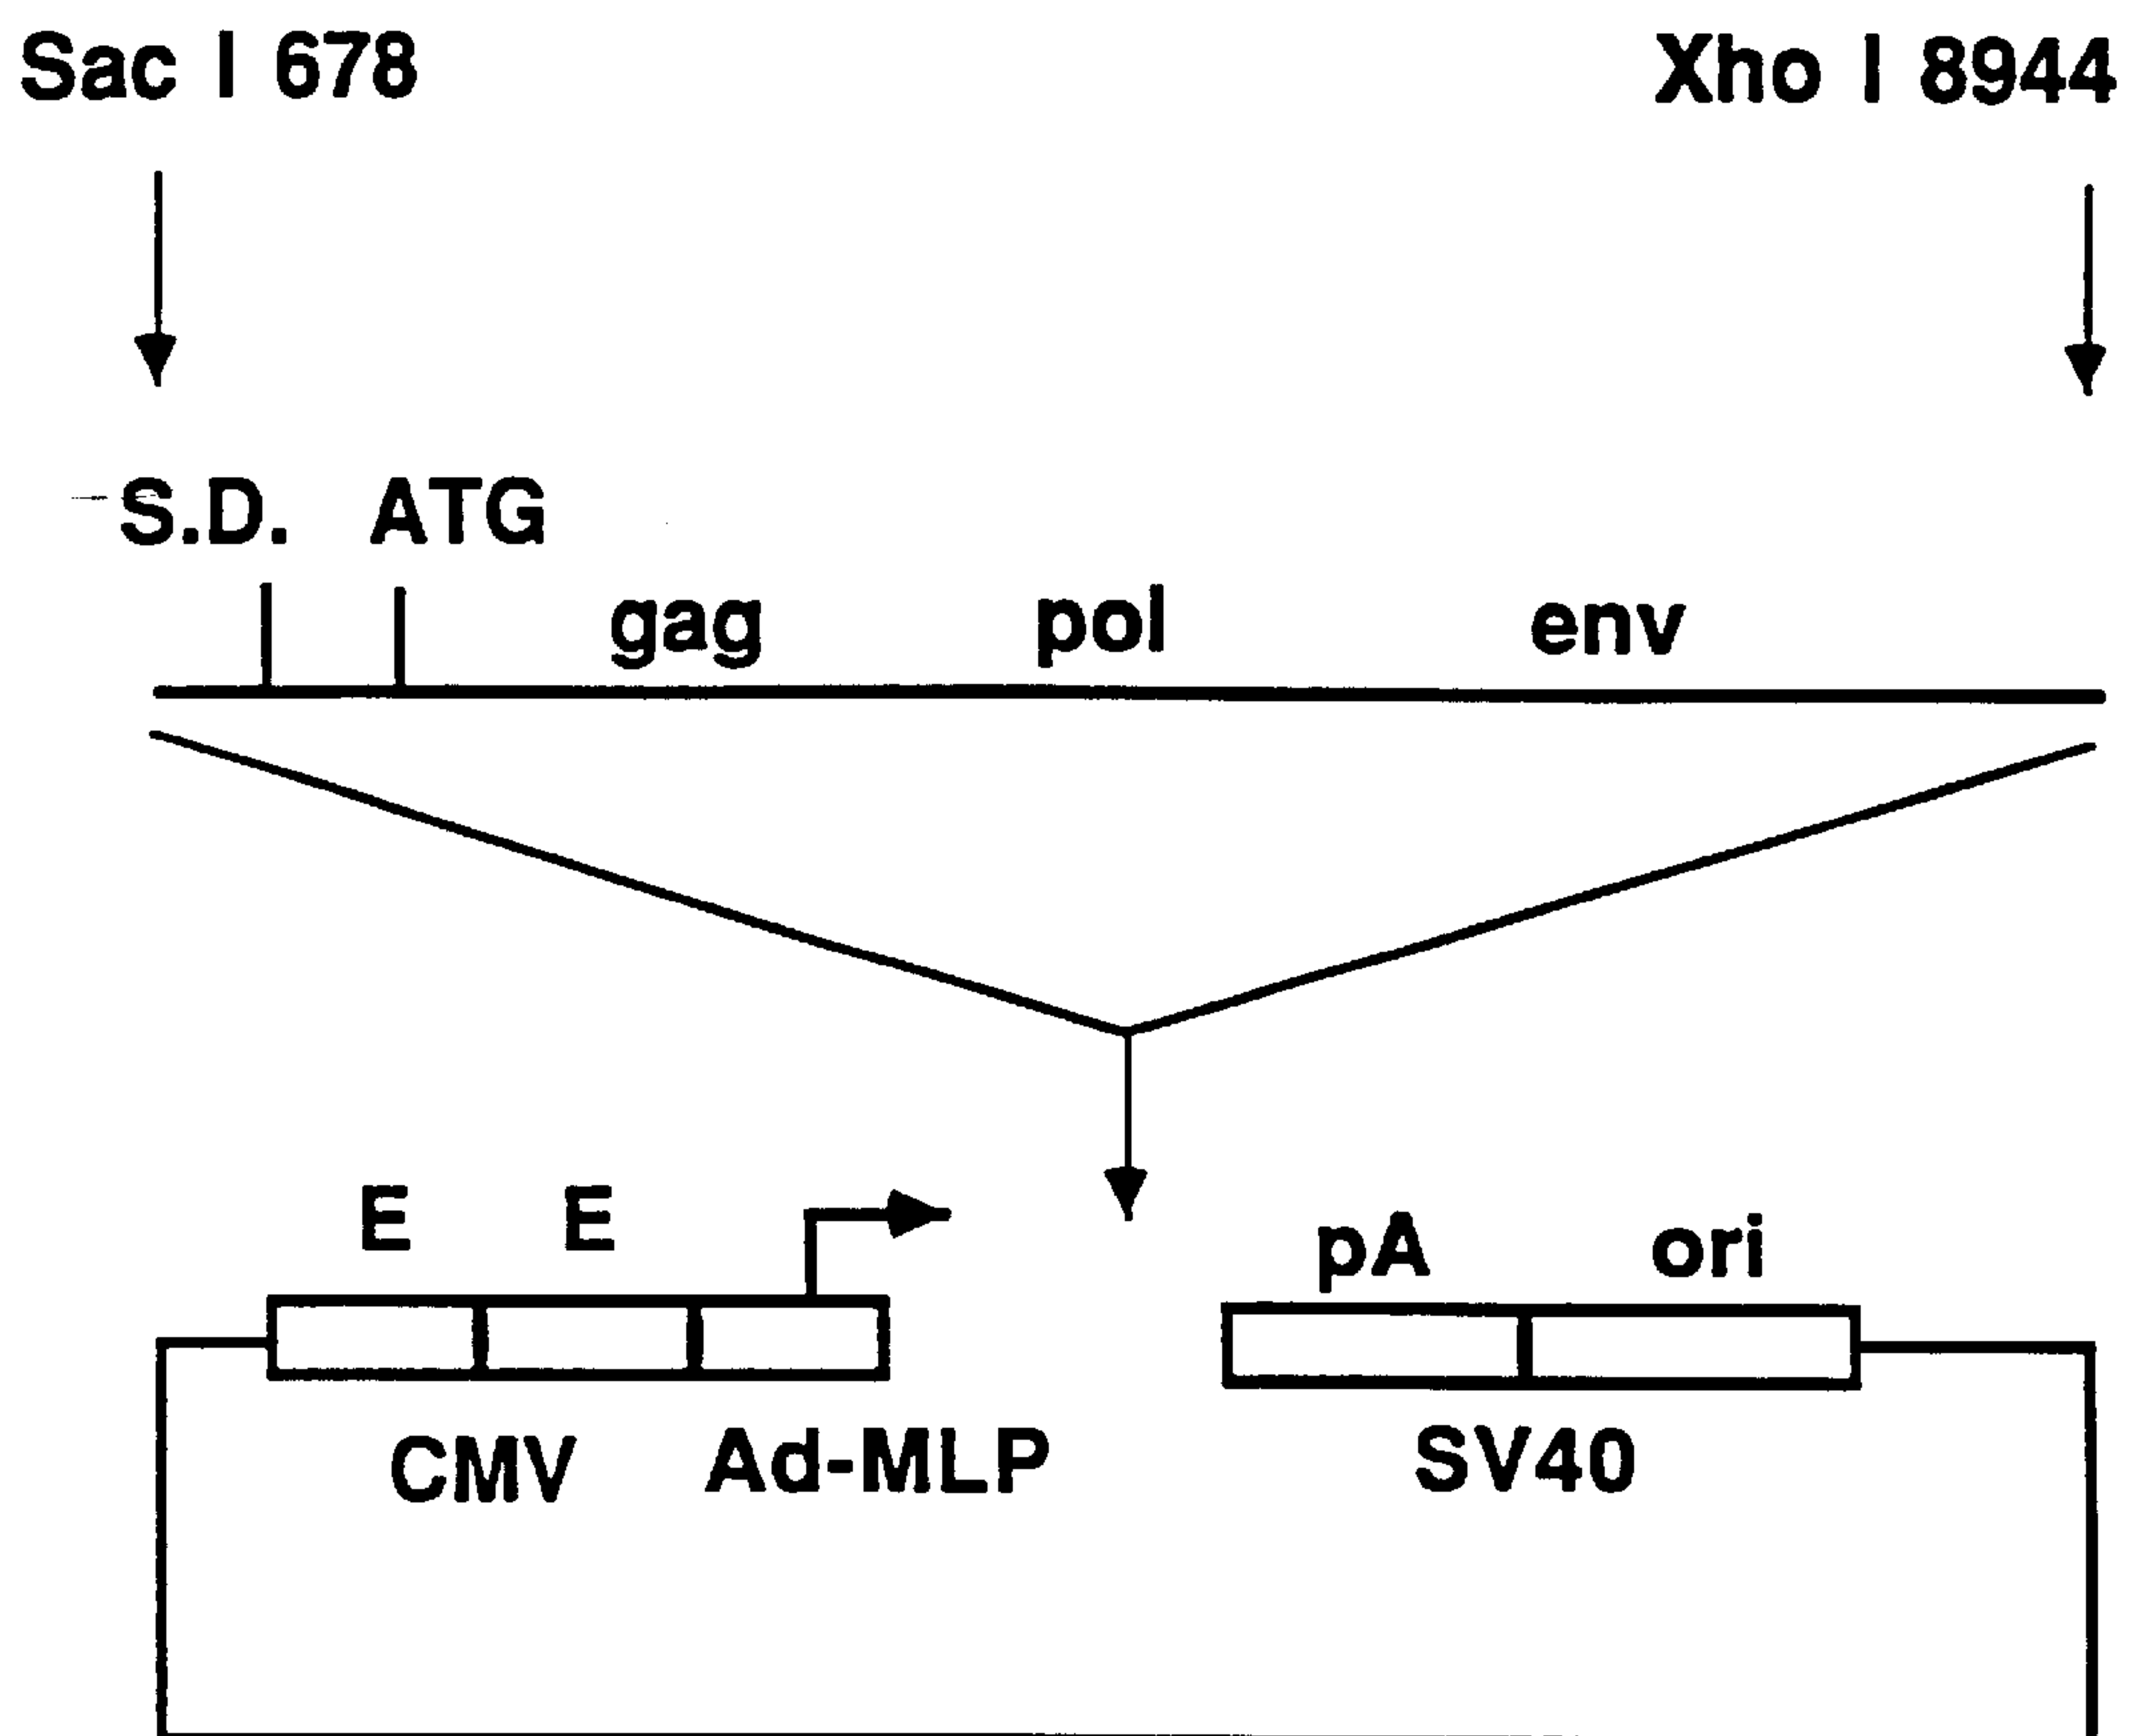 Sac I 678 Xho I 8944
S.D. ATG
gag pol env
E E pA ori
CMV Ad-MLP SV40